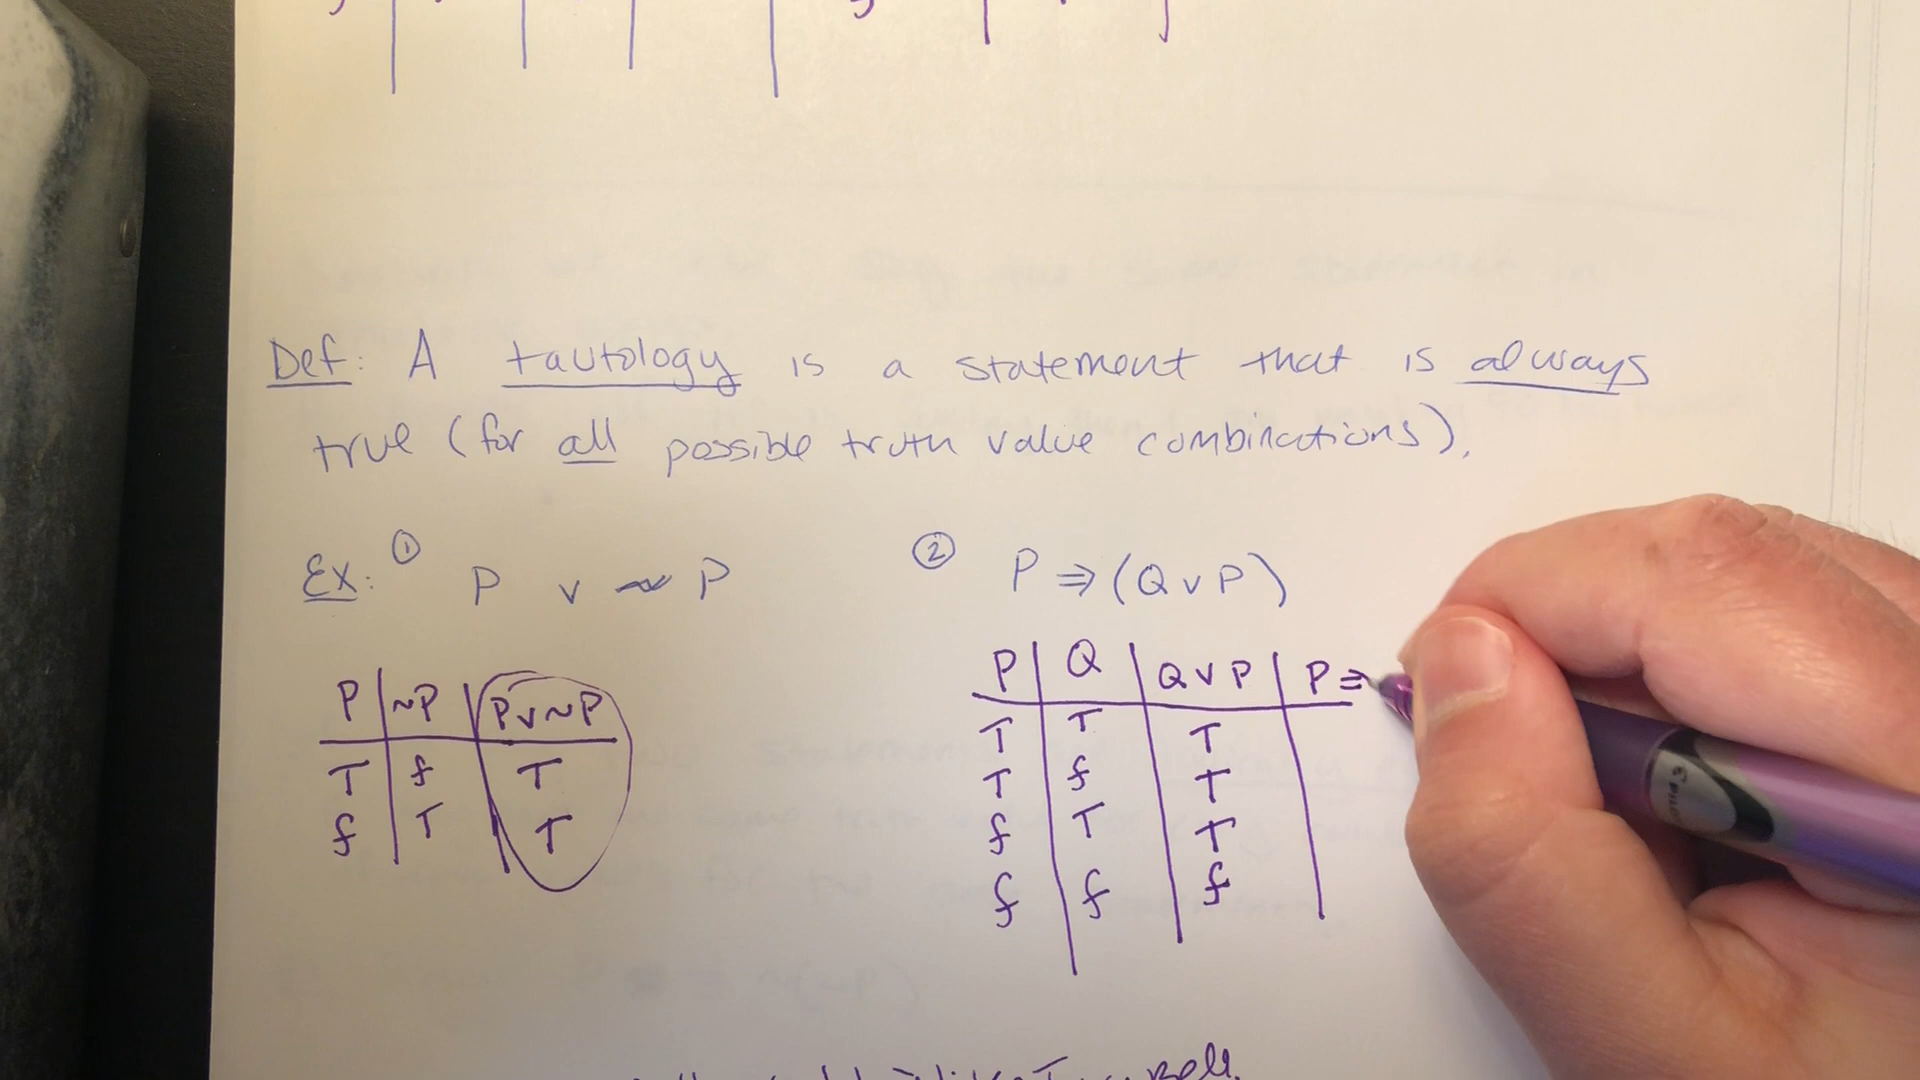 Def: A tautology is a statement that is always
true (for all possible truth value combinations).
Ex: ① P ∨ ~P
② P ⇒ (Q ∨ P)
P | ~P | P∨~P
T | f | T
f | T | T
P | Q | Q ∨ P | P ⇒
T | T | T
T | f | T
f | T | T
f | f | f